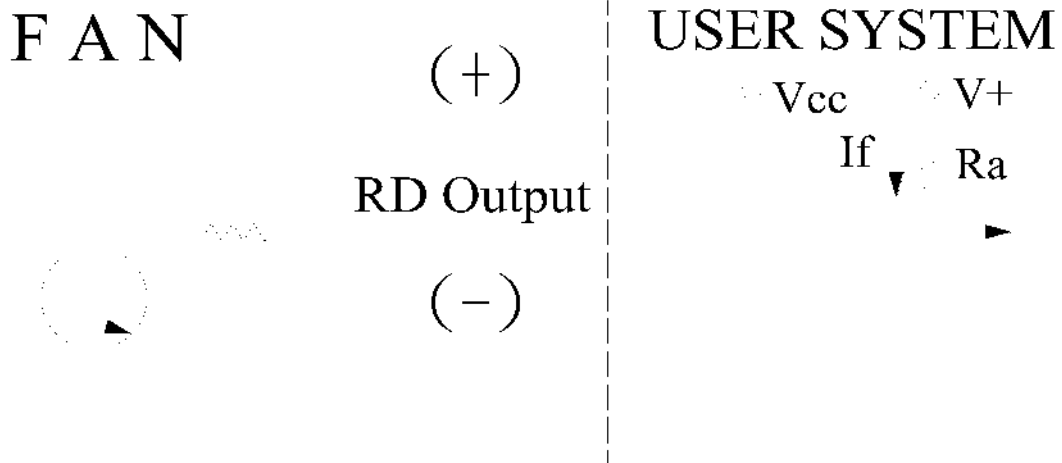 F A N
USER SYSTEM
(+)
Vcc
V+
If
Ra
RD Output
(−)